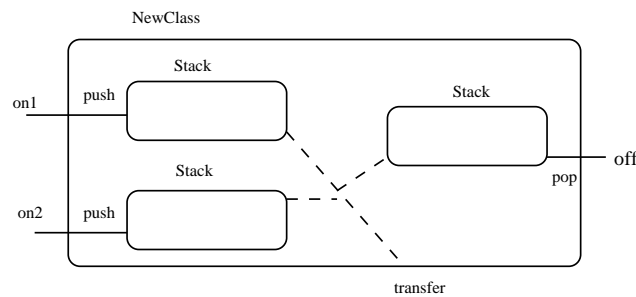 NewClass
Stack
Stack
on1
push
Stack
off
pop
on2
push
transfer